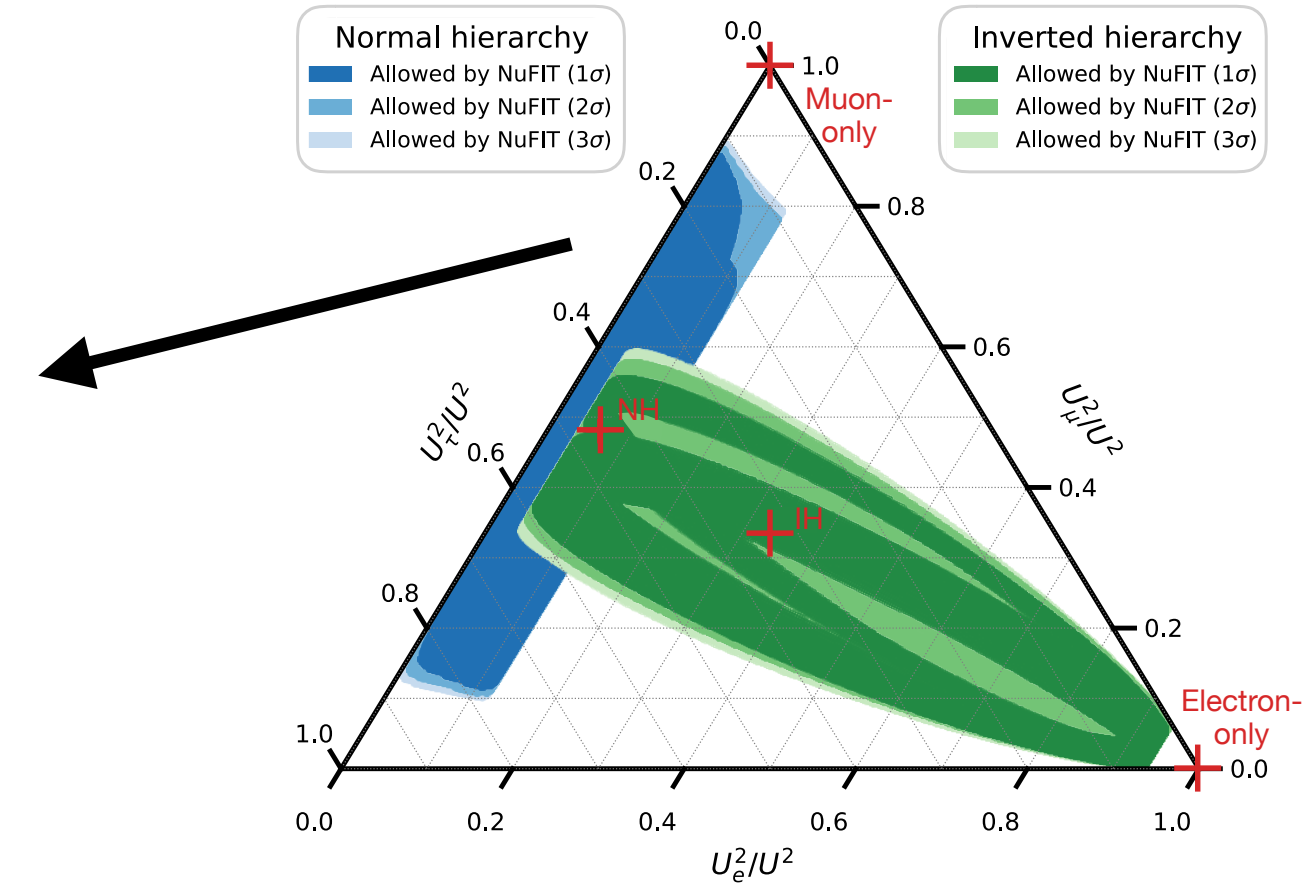 Normal hierarchy
Allowed by NuFIT (1σ)
Allowed by NuFIT (2σ)
Allowed by NuFIT (3σ)
Inverted hierarchy
Allowed by NuFIT (1σ)
Allowed by NuFIT (2σ)
Allowed by NuFIT (3σ)
0.0
1.0
Muon-
only
0.2
0.8
0.4
0.6
U_τ^2/U^2
U_μ^2/U^2
NH
0.6
0.4
IH
0.8
0.2
Electron-
only
1.0
0.0
0.0
0.2
0.4
0.6
0.8
1.0
U_e^2/U^2